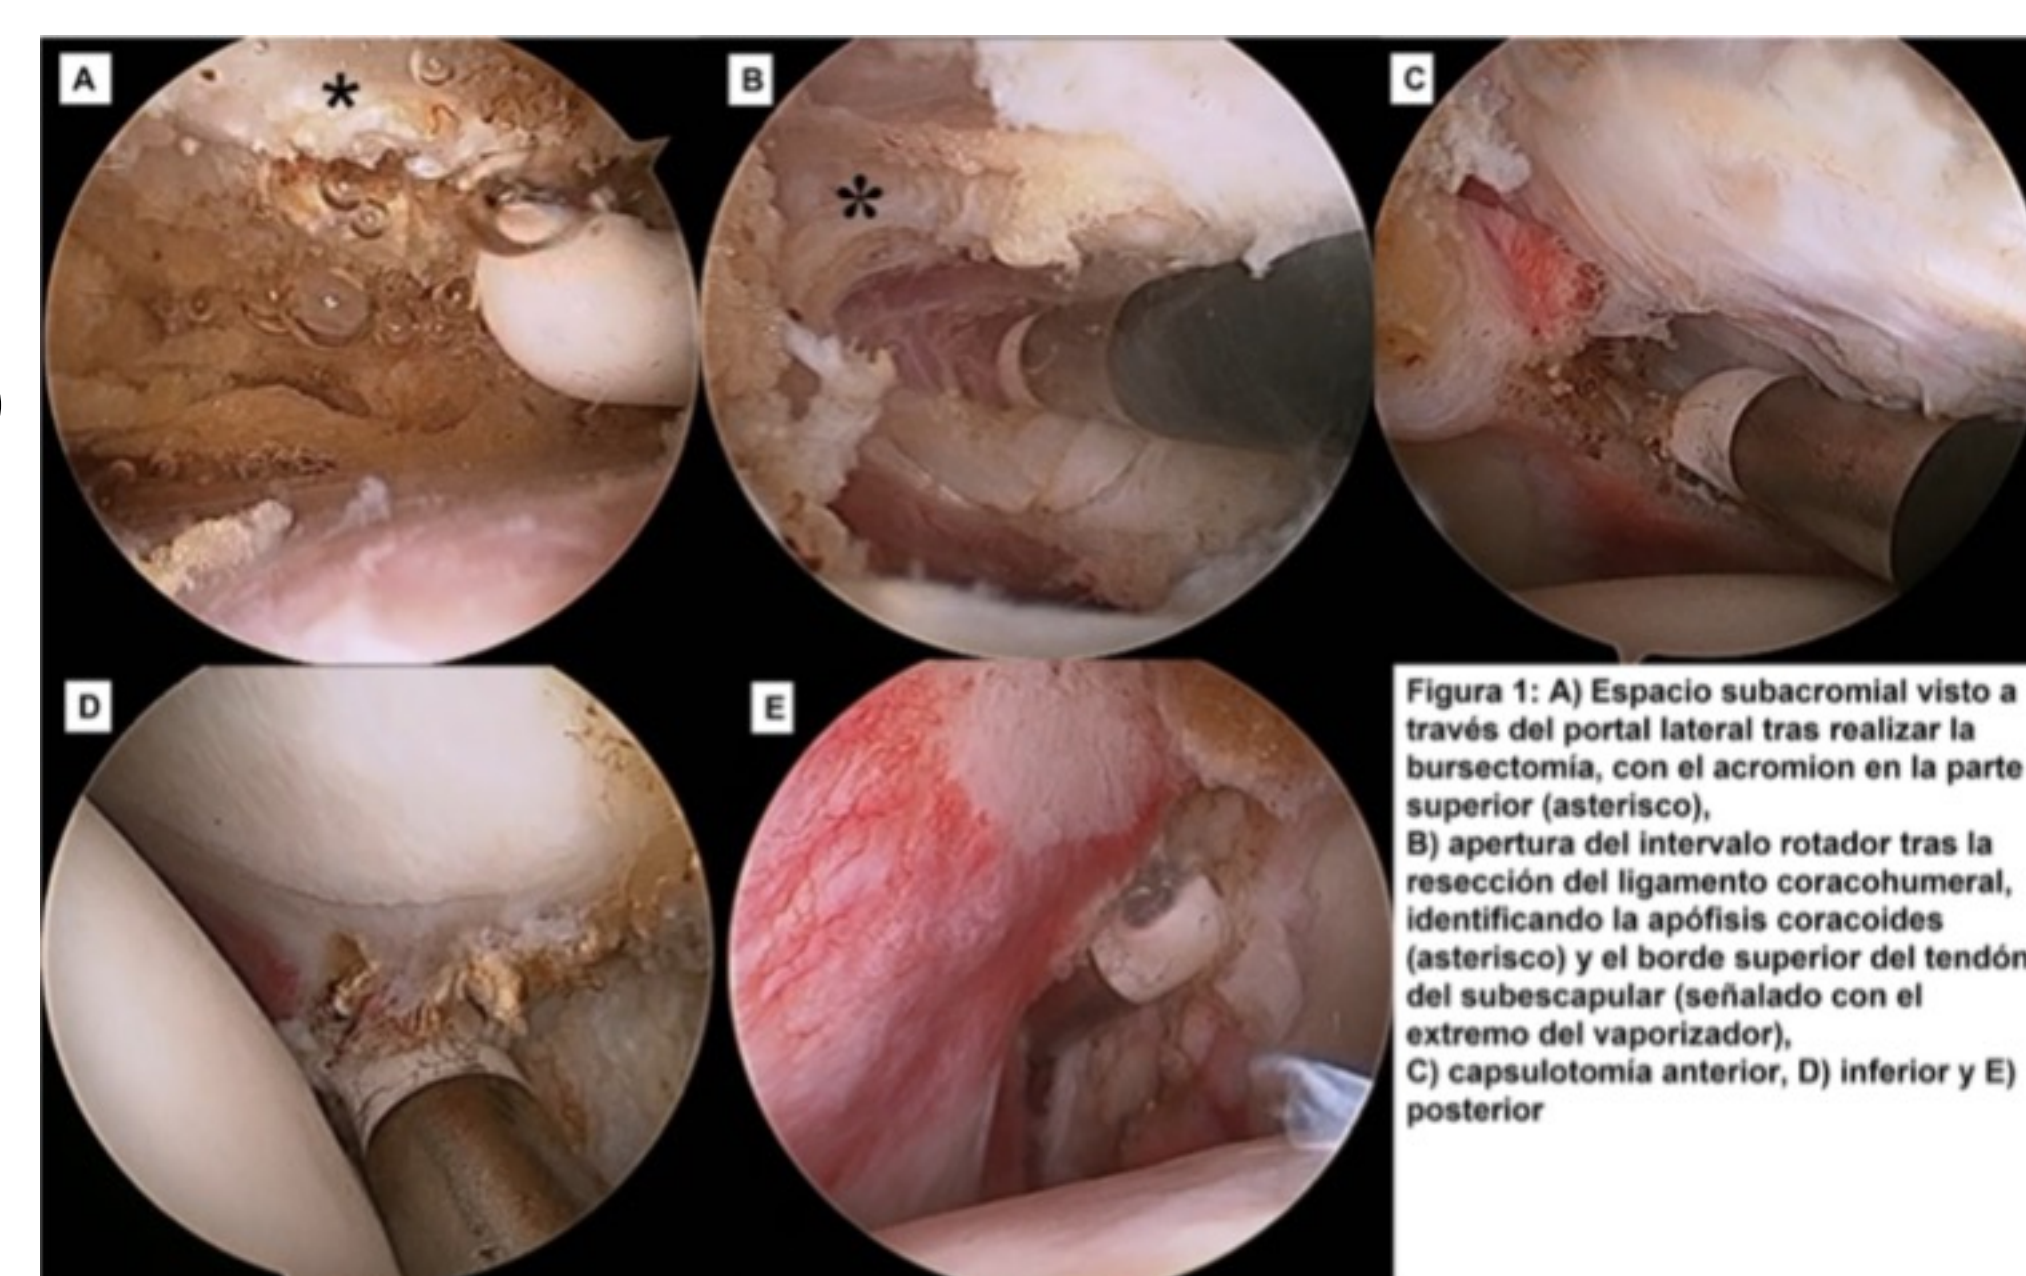 A
*
B
*
C
D
E
Figura 1: A) Espacio subacromial visto a
través del portal lateral tras realizar la
bursectomía, con el acromion en la parte
superior (asterisco),
B) apertura del intervalo rotador tras la
resección del ligamento coracohumeral,
identificando la apófisis coracoides
(asterisco) y el borde superior del tendón
del subescapular (señalado con el
extremo del vaporizador),
C) capsulotomía anterior, D) inferior y E)
posterior